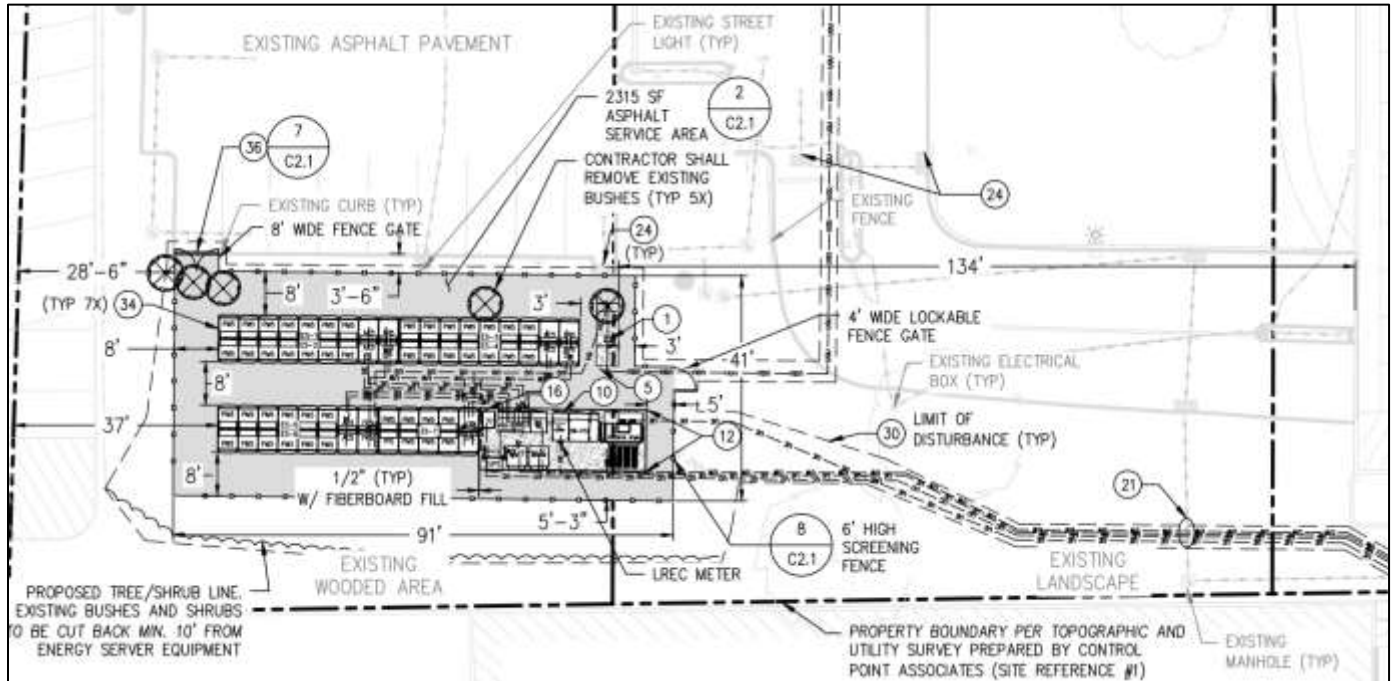 EXISTING ASPHALT PAVEMENT
EXISTING STREET
LIGHT (TYP)
2315 SF
ASPHALT
SERVICE AREA
2
C2.1
36
7
C2.1
CONTRACTOR SHALL
REMOVE EXISTING
BUSHES (TYP 5X)
24
EXISTING CURB (TYP)
8' WIDE FENCE GATE
EXISTING
FENCE
24
(TYP)
28'-6"
134'
(TYP 7X) 34
8'
3'-6"
3'
1
3'
4' WIDE LOCKABLE
FENCE GATE
8'
41'
EXISTING ELECTRICAL
BOX (TYP)
8'
16
10
5
37'
5'
12
30
LIMIT OF
DISTURBANCE (TYP)
8'
1/2" (TYP)
W/ FIBERBOARD FILL
21
5'-3"
91'
8
C2.1
6' HIGH
SCREENING
FENCE
EXISTING
WOODED AREA
LREC METER
EXISTING
LANDSCAPE
PROPOSED TREE/SHRUB LINE.
EXISTING BUSHES AND SHRUBS
TO BE CUT BACK MIN. 10' FROM
ENERGY SERVER EQUIPMENT
PROPERTY BOUNDARY PER TOPOGRAPHIC AND
UTILITY SURVEY PREPARED BY CONTROL
POINT ASSOCIATES (SITE REFERENCE #1)
EXISTING
MANHOLE (TYP)